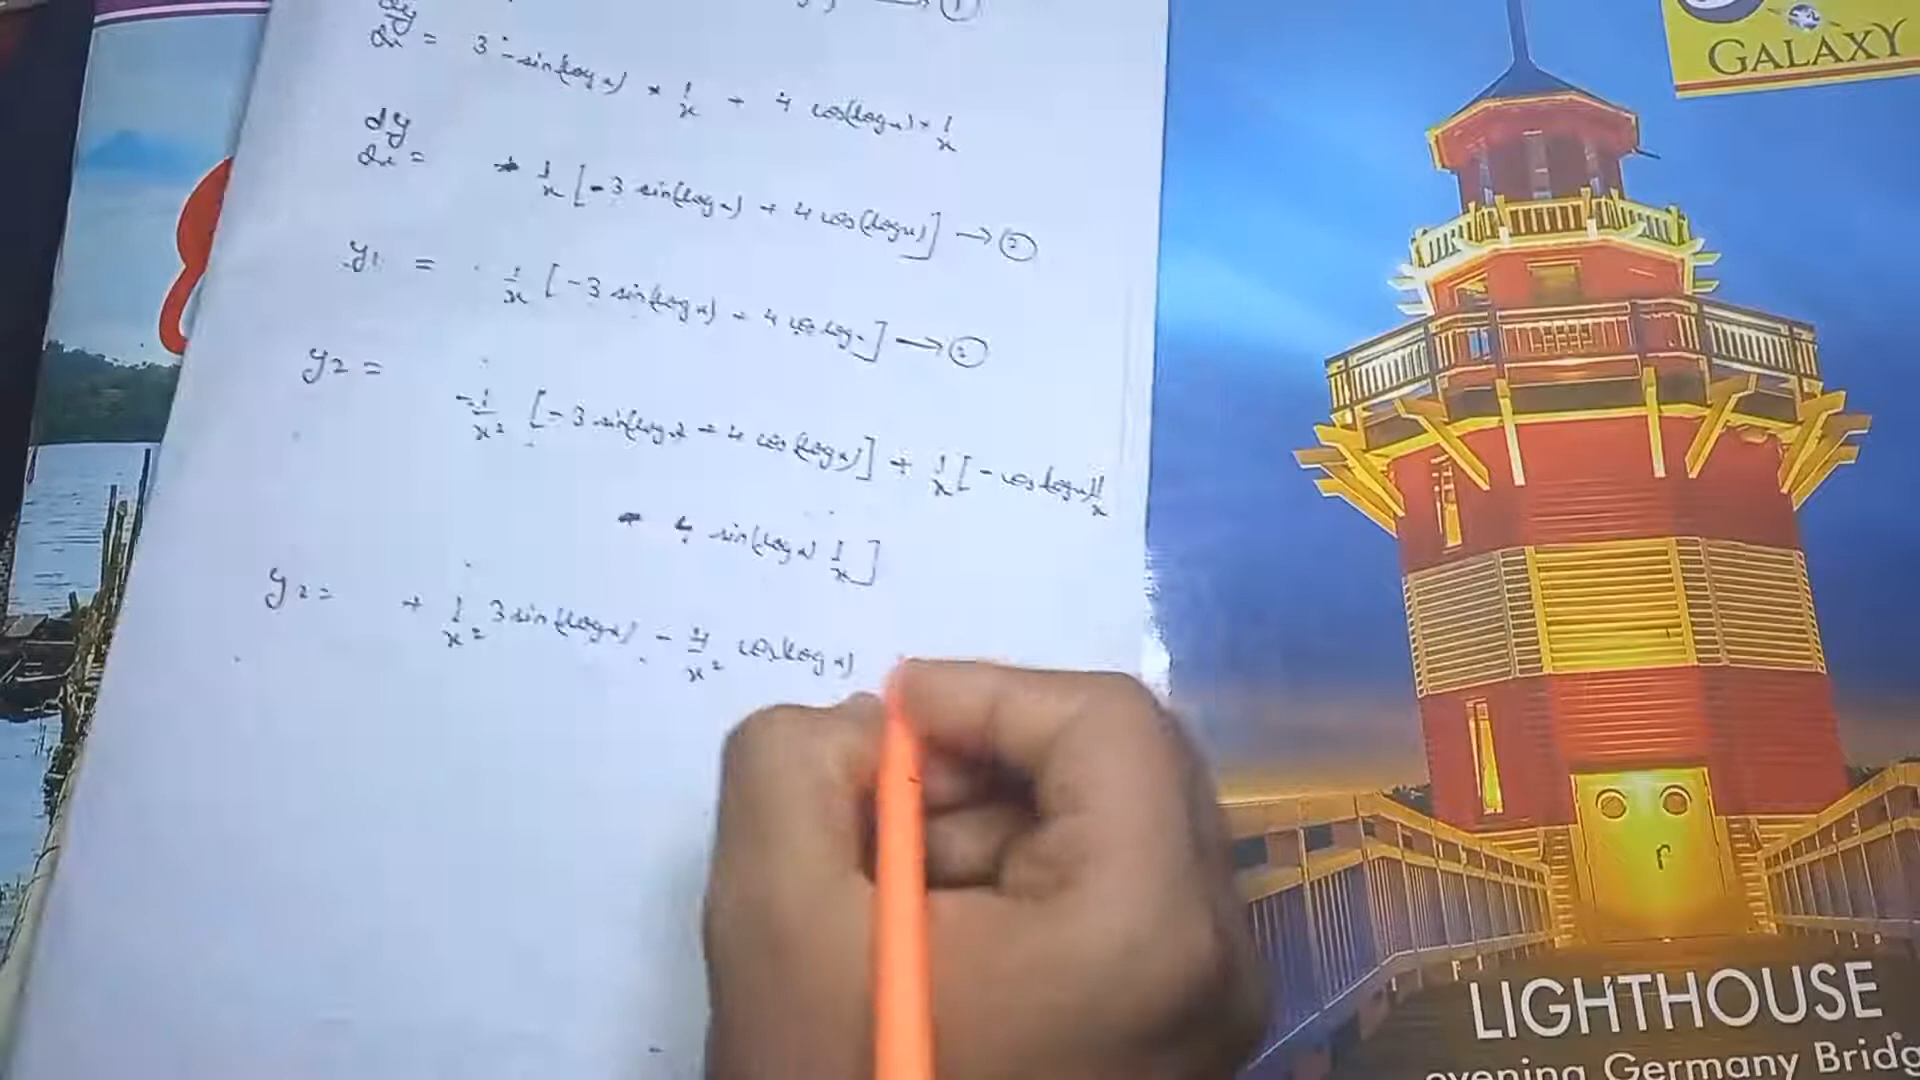 dy/dx = 3 - sin(log x) × 1/x + 4 cos(log x) × 1/x
dy/dx = 1/x [-3 sin(log x) + 4 cos(log x)] → ②
y1 = 1/x [-3 sin(log x) + 4 cos log x] → ②
y2 = -1/x² [-3 sin(log x + 4 cos(log x)] + 1/x [- cos(log x) 1/x
- 4 sin(log x) 1/x]
y2 = + 1/x² 3 sin(log x) - 4/x² cos(log x)
GALAXY
LIGHTHOUSE
evening Germany Bridg